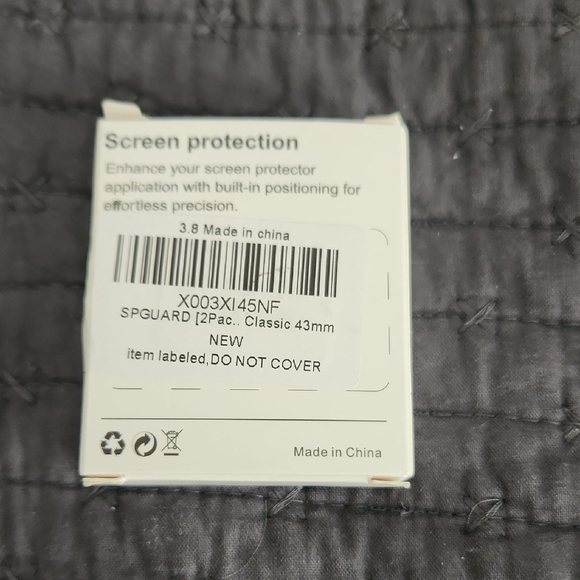 Screen protection
Enhance your screen protector
application with built-in positioning for
effortless precision.
3.8 Made in china
X003XI45NF
SPGUARD [2Pac.. Classic 43mm
NEW
item labeled,DO NOT COVER
Made in China